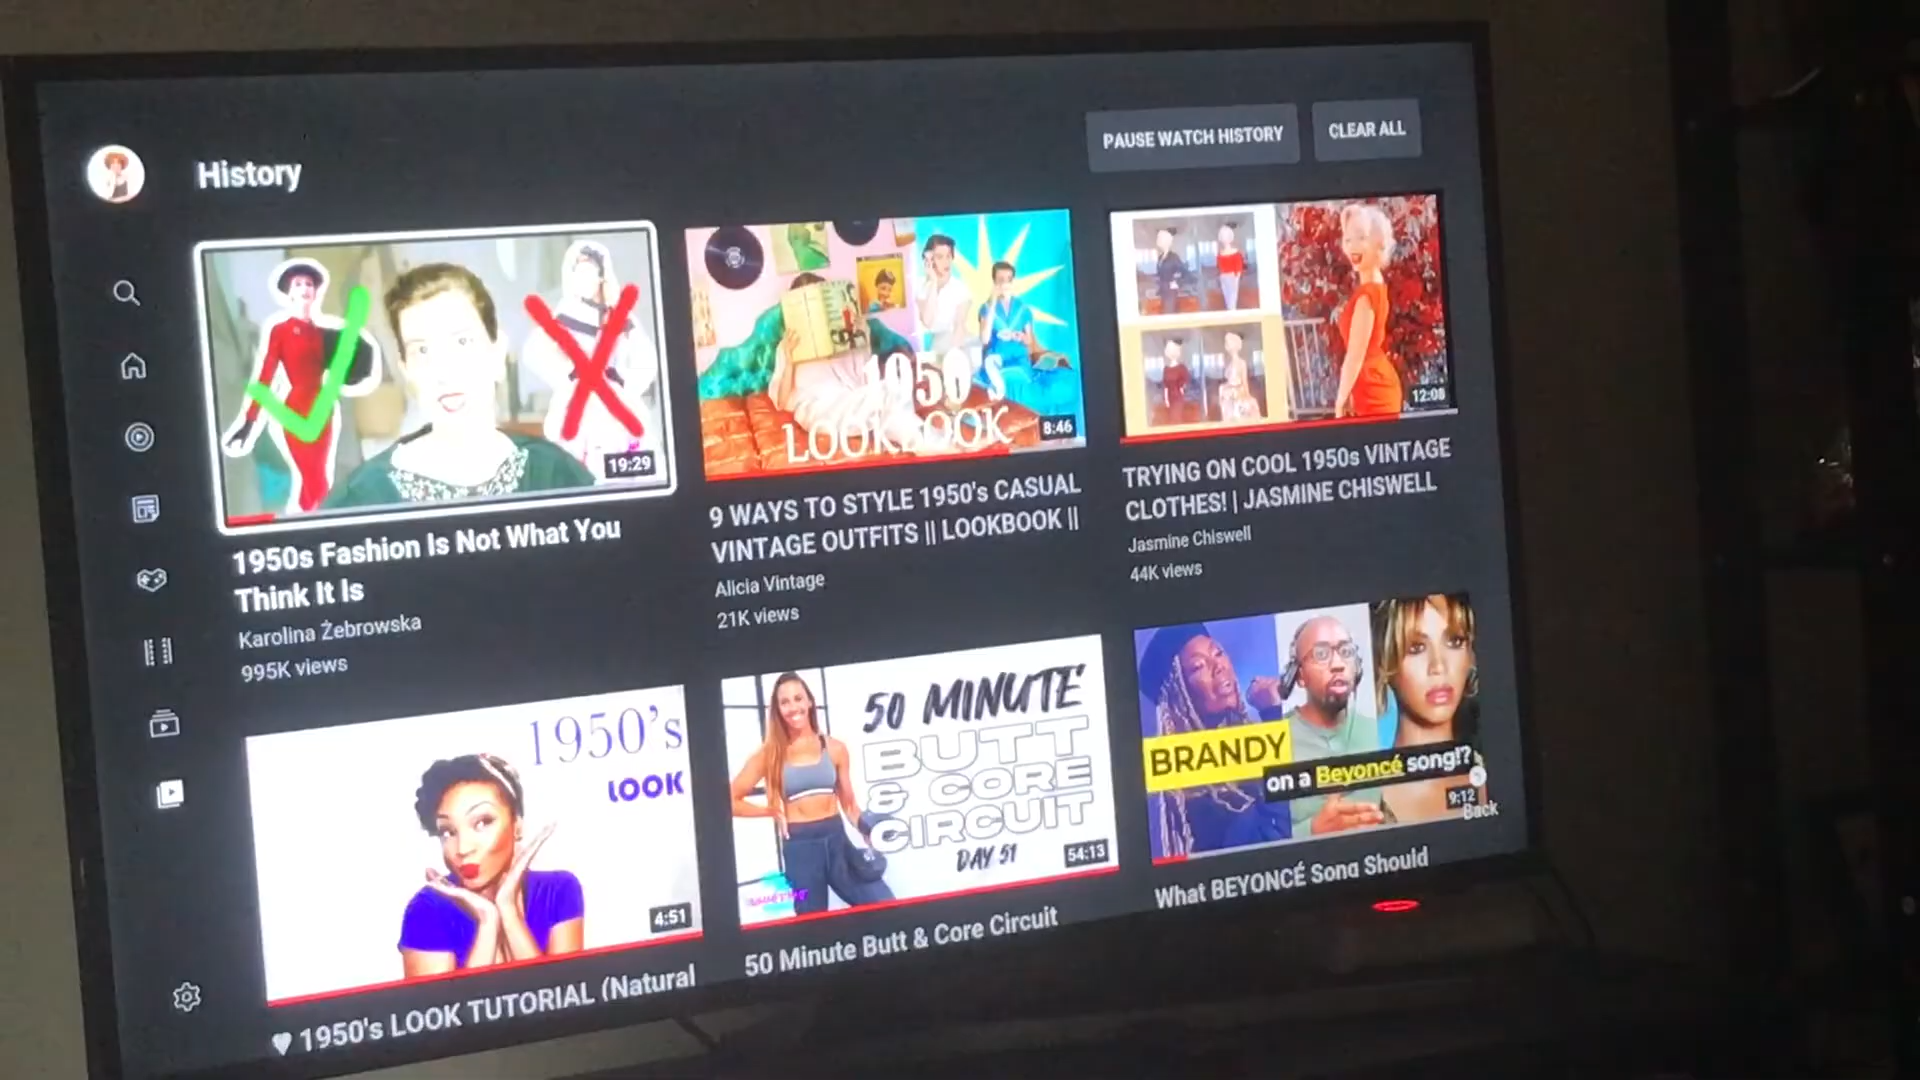 History
PAUSE WATCH HISTORY
CLEAR ALL
19:29
1950s Fashion Is Not What You
Think It Is
Karolina Żebrowska
995K views
1950's
LOOKBOOK
8:46
9 WAYS TO STYLE 1950's CASUAL
VINTAGE OUTFITS || LOOKBOOK ||
Alicia Vintage
21K views
12:08
TRYING ON COOL 1950s VINTAGE
CLOTHES! | JASMINE CHISWELL
Jasmine Chiswell
44K views
1950's
LOOK
4:51
♥ 1950's LOOK TUTORIAL (Natural
50 MINUTE
BUTT
& CORE
CIRCUIT
DAY 51
54:13
50 Minute Butt & Core Circuit
BRANDY
on a Beyoncé song!?
9:12
Back
What BEYONCÉ Song Should